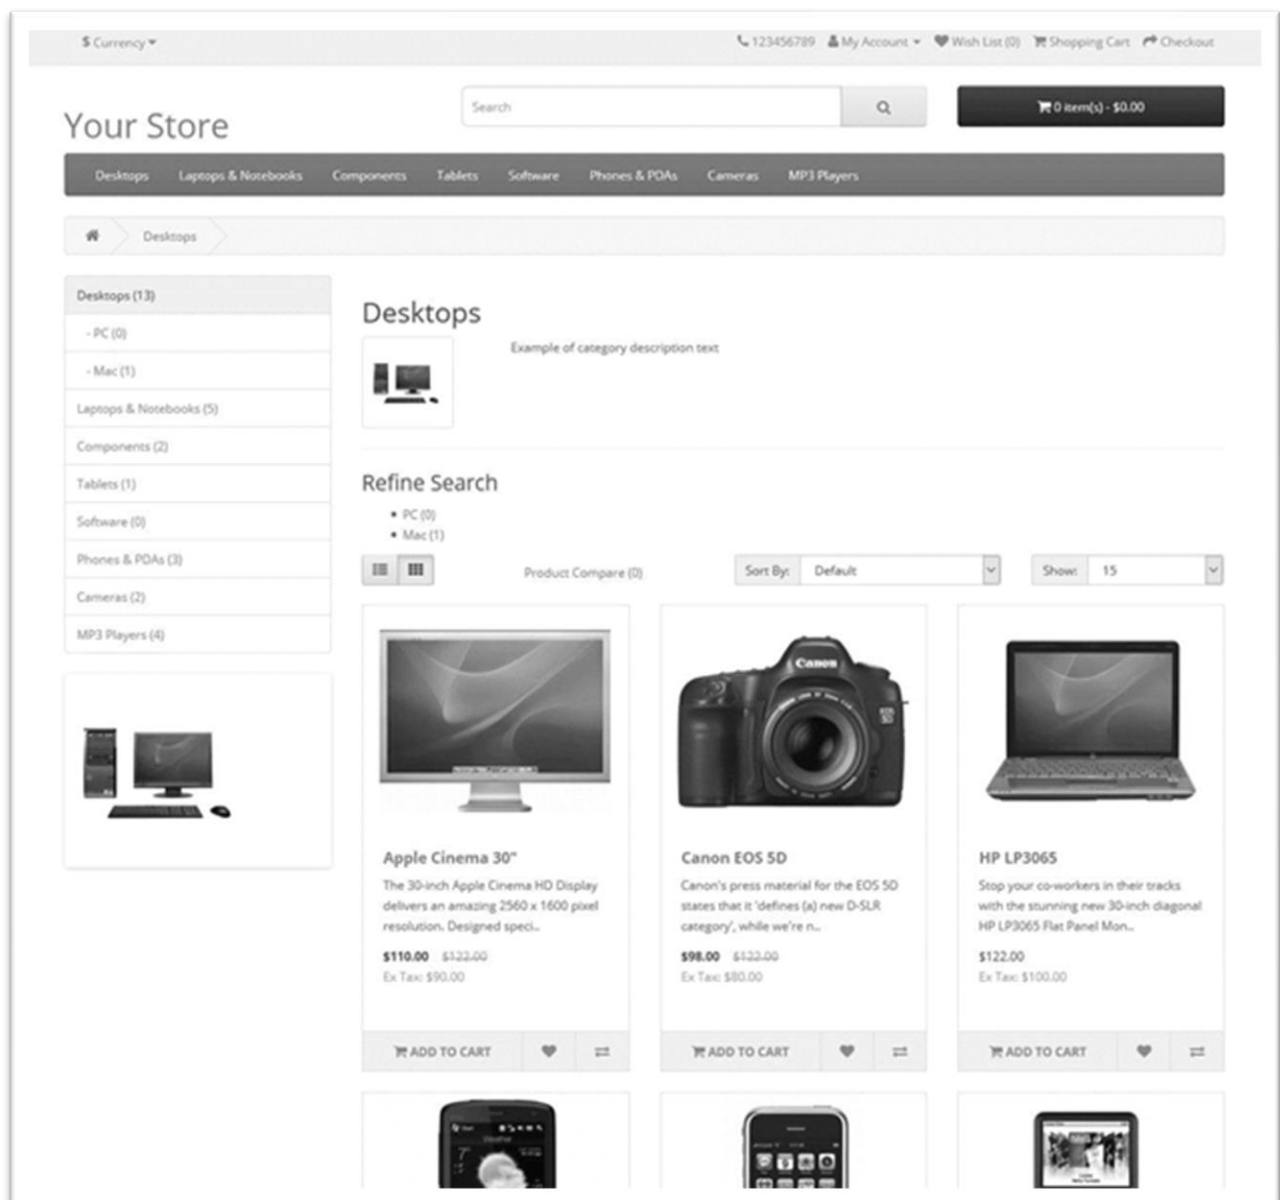 $ Currency
123456789 My Account Wish List (0) Shopping Cart Checkout
Your Store
Search
0 item(s) - $0.00
Desktops Laptops & Notebooks Components Tablets Software Phones & PDAs Cameras MP3 Players
Desktops
Desktops (13)
- PC (0)
- Mac (1)
Laptops & Notebooks (5)
Components (2)
Tablets (1)
Software (0)
Phones & PDAs (3)
Cameras (2)
MP3 Players (4)
Desktops
Example of category description text
Refine Search
• PC (0)
• Mac (1)
Product Compare (0)
Sort By: Default
Show: 15
Canon
EOS
5D
Apple Cinema 30"
The 30-inch Apple Cinema HD Display
delivers an amazing 2560 x 1600 pixel
resolution. Designed speci..
$110.00 $122.00
Ex Tax: $90.00
ADD TO CART
Canon EOS 5D
Canon's press material for the EOS 5D
states that it 'defines (a) new D-SLR
category', while we're n..
$98.00 $122.00
Ex Tax: $80.00
ADD TO CART
HP LP3065
Stop your co-workers in their tracks
with the stunning new 30-inch diagonal
HP LP3065 Flat Panel Mon..
$122.00
Ex Tax: $100.00
ADD TO CART
Start
Weather